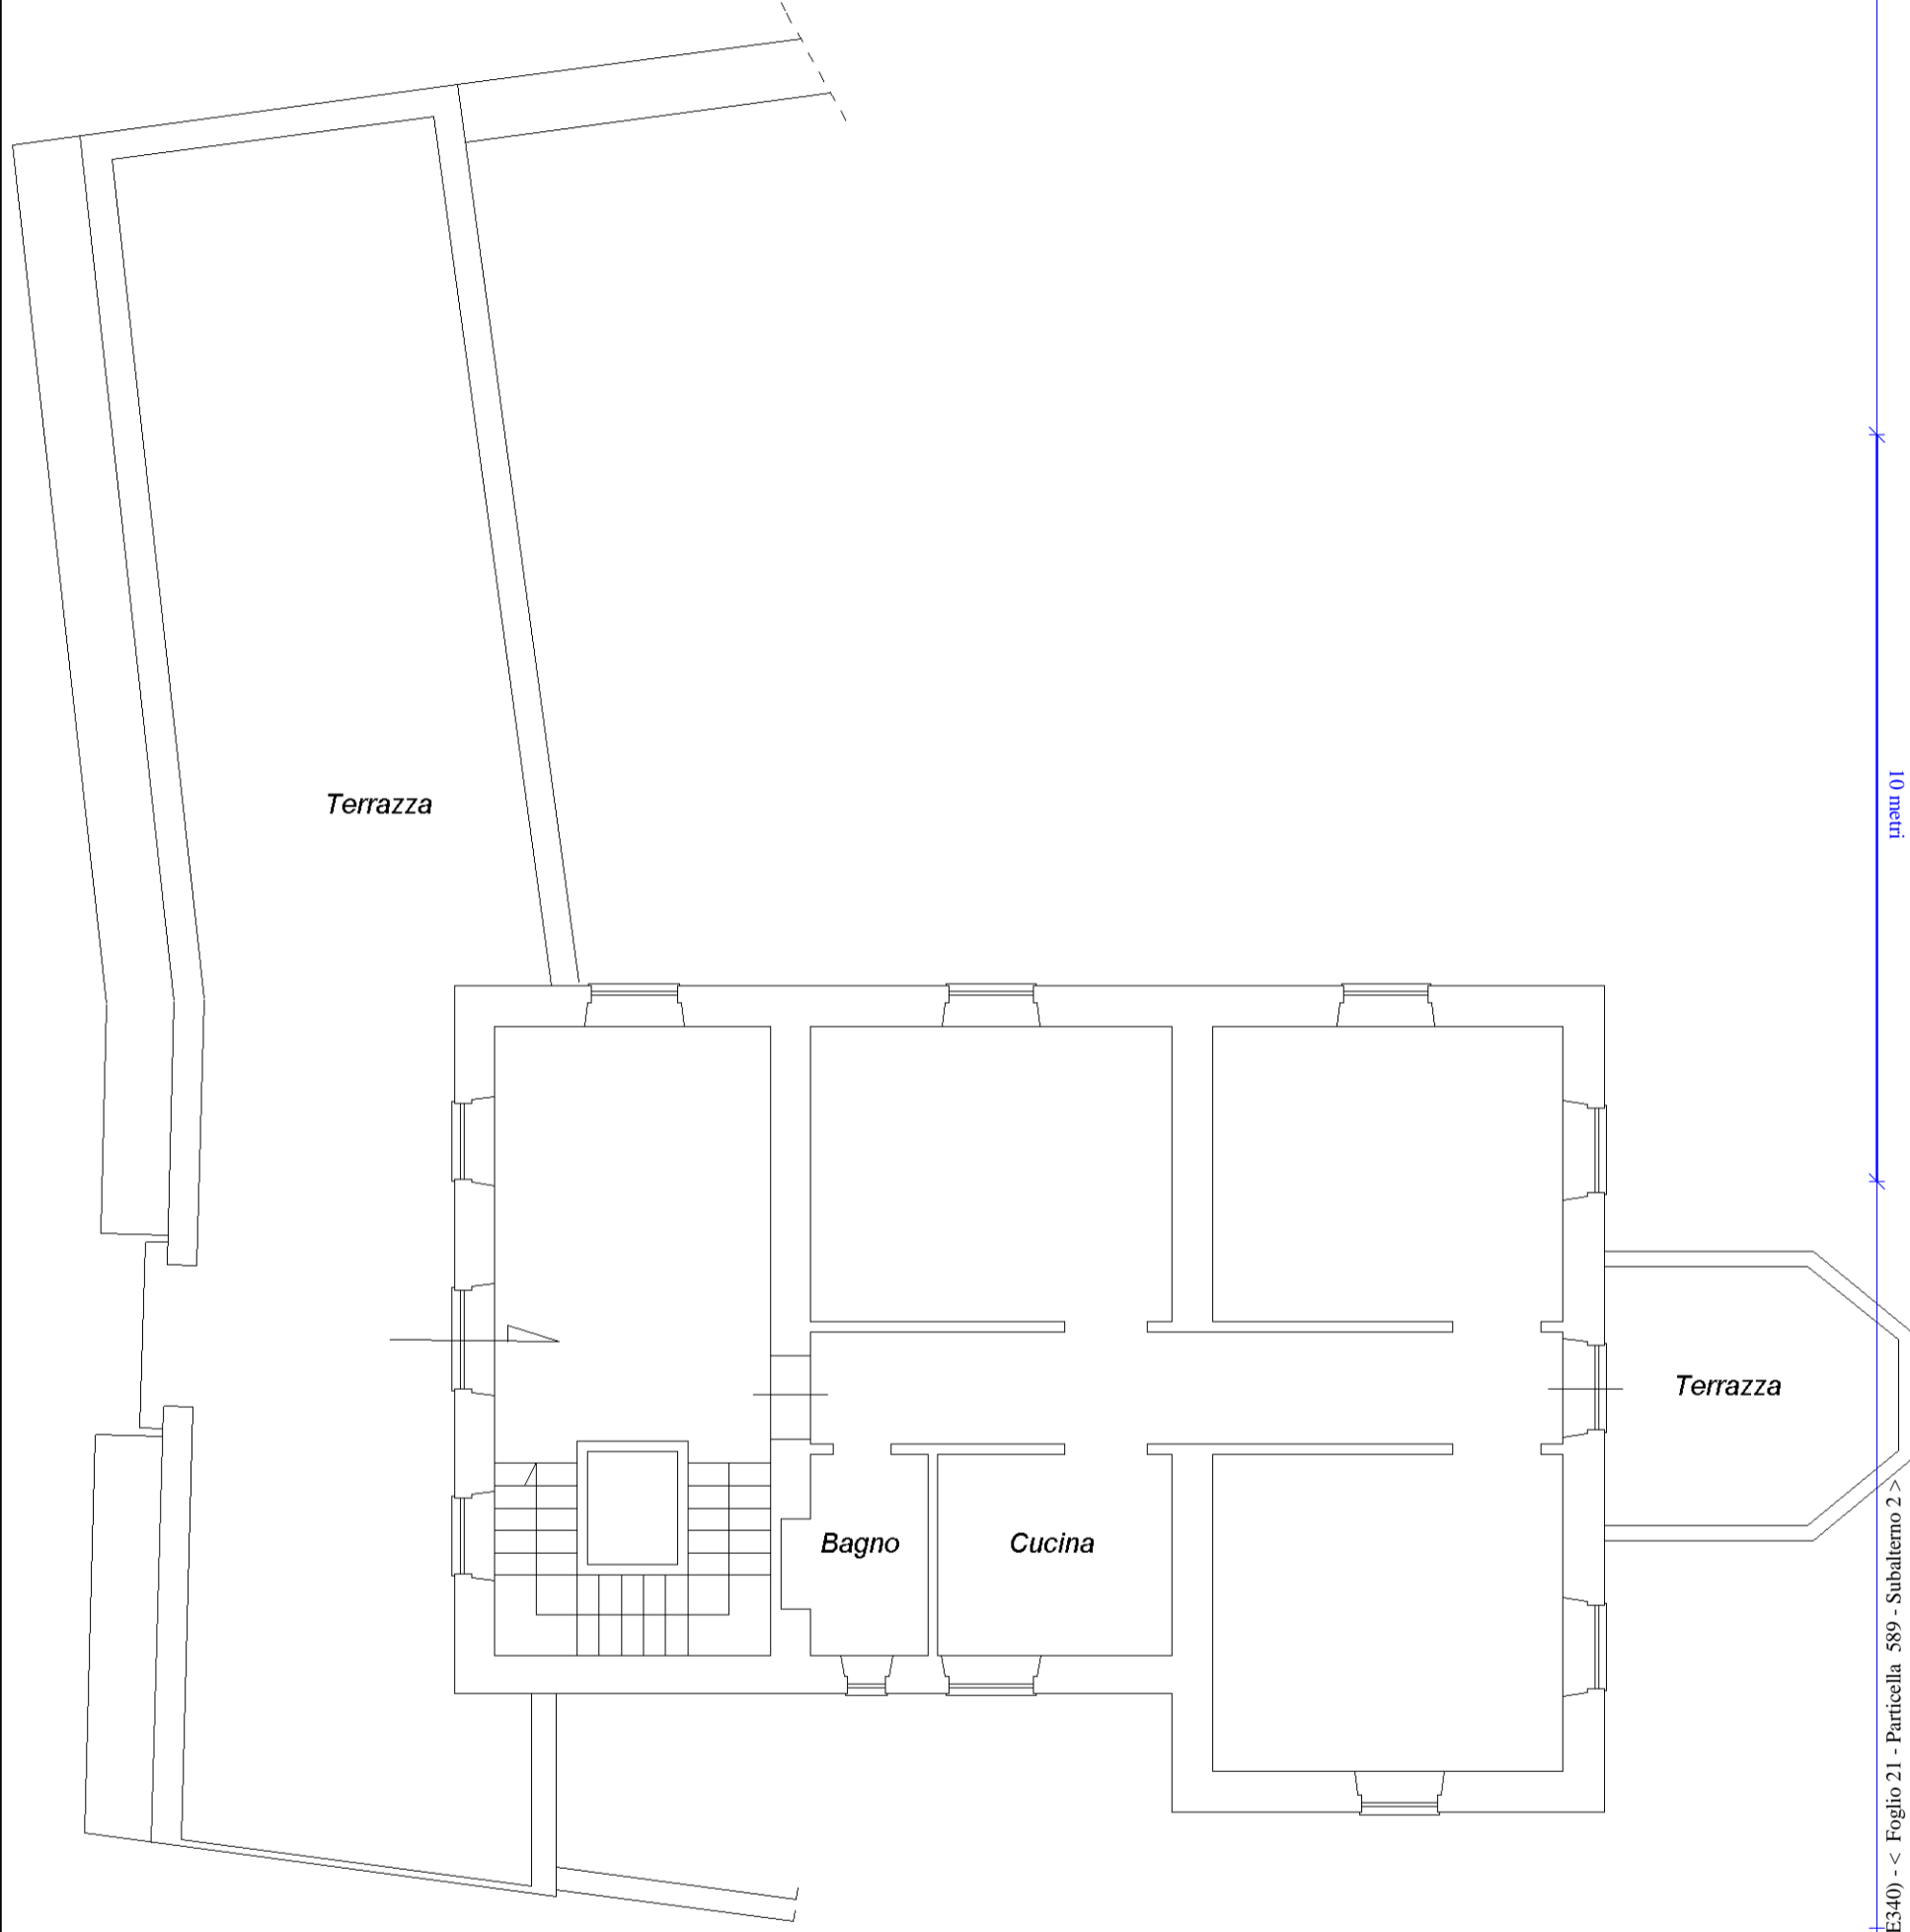 Terrazza
10 metri
Terrazza
Bagno
Cucina
E340) - < Foglio 21 - Particella 589 - Subalterno 2 >